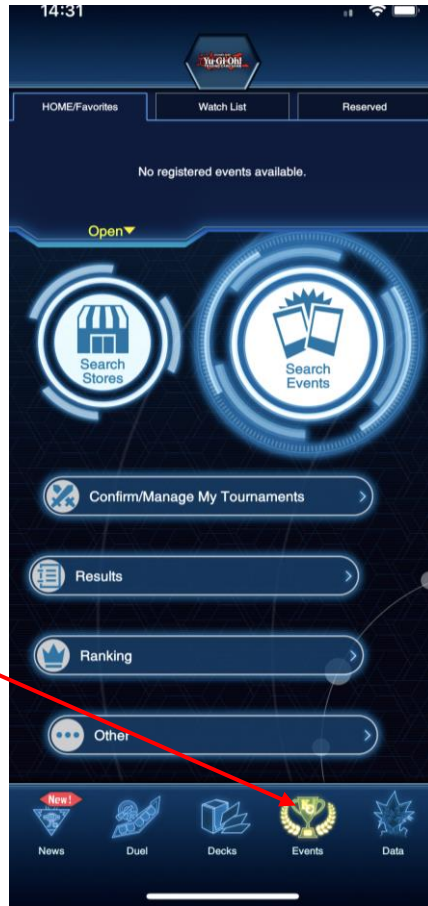 14:31
Yu-Gi-Oh!
HOME/Favorites
Watch List
Reserved
No registered events available.
Open▼
Search
Stores
Search
Events
Confirm/Manage My Tournaments
Results
Ranking
Other
New!
News
Duel
Decks
Events
Data